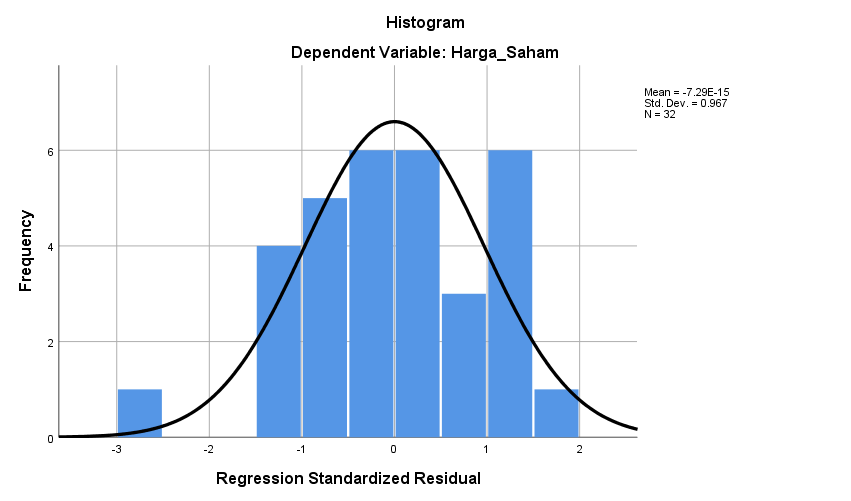 Histogram
Dependent Variable: Harga_Saham
Mean = -7.29E-15
Std. Dev. = 0.967
N = 32
Frequency
6
4
2
0
-3 -2 -1 0 1 2
Regression Standardized Residual